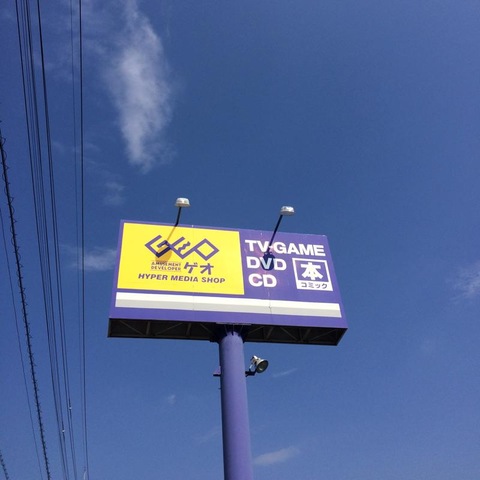 GEO
AMUSEMENT
DEVELOPER
ゲオ
HYPER MEDIA SHOP
TV-GAME
DVD
CD
本
コミック